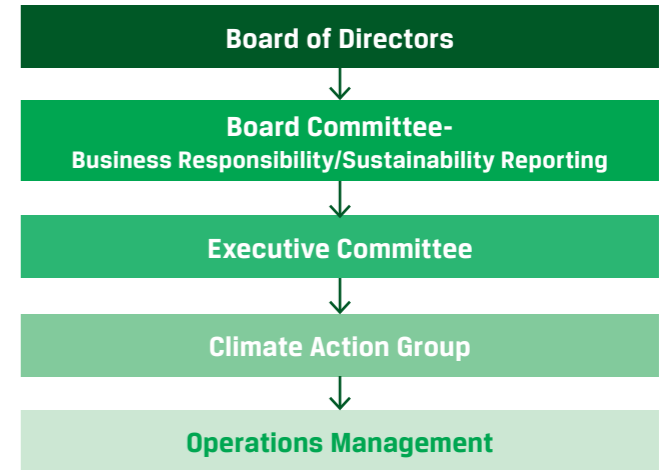 Board of Directors
Board Committee-
Business Responsibility/Sustainability Reporting
Executive Committee
Climate Action Group
Operations Management